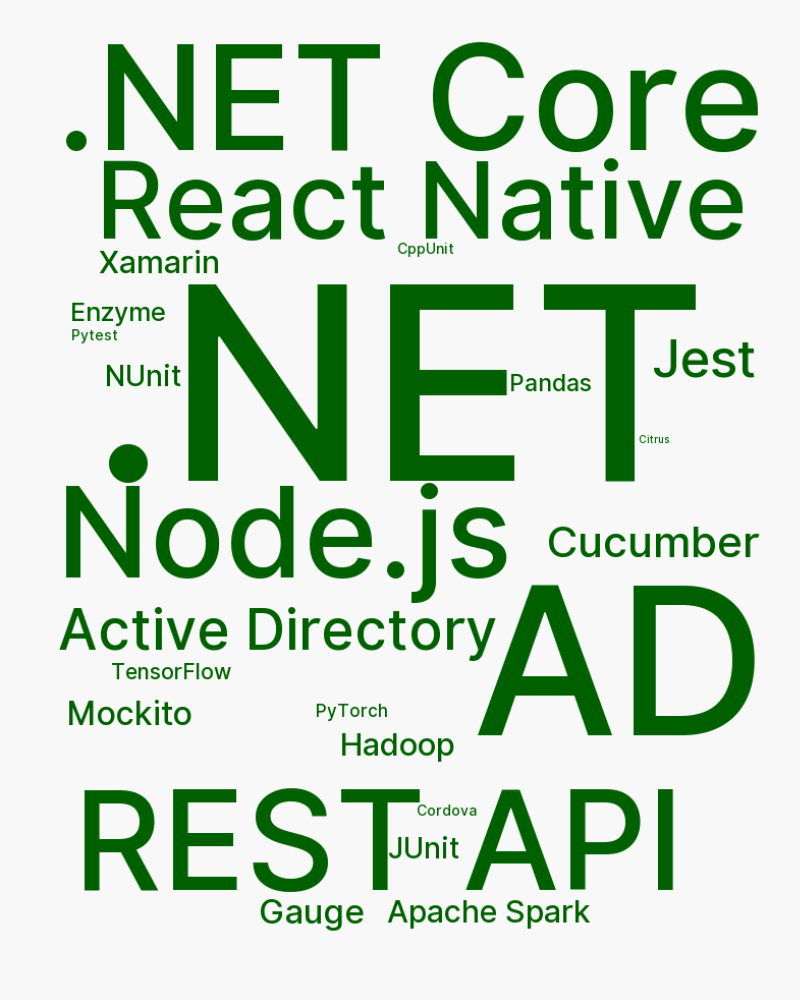 .NET Core
React Native
CppUnit
Xamarin
.NET
Enzyme
Pytest
Jest
NUnit
Pandas
Citrus
Node.js
Cucumber
AD
Active Directory
TensorFlow
Mockito
PyTorch
Hadoop
REST API
Cordova
JUnit
Gauge
Apache Spark